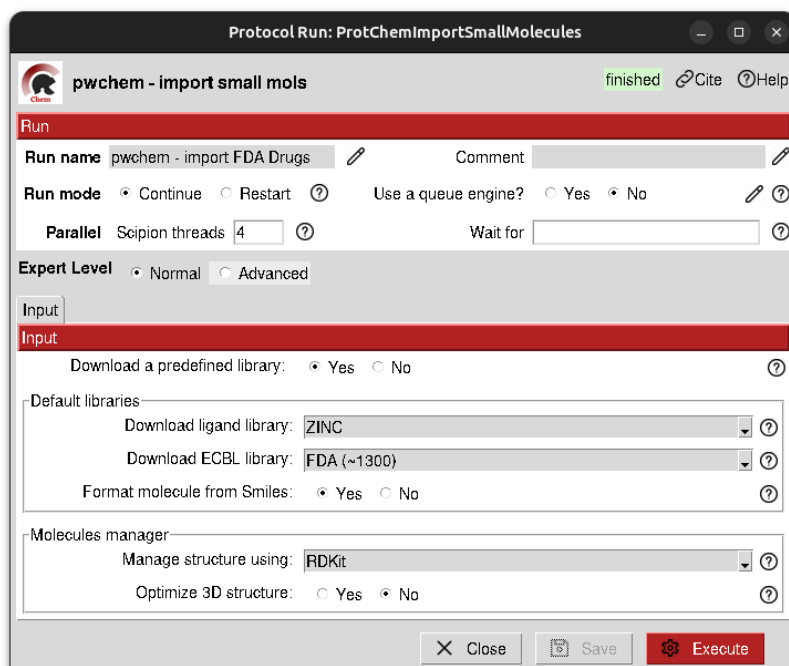 Protocol Run: ProtChemImportSmallMolecules
Chem pwchem - import small mols finished Cite Help
Run
Run name pwchem - import FDA Drugs Comment
Run mode Continue Restart Use a queue engine? Yes No
Parallel Scipion threads 4 Wait for
Expert Level Normal Advanced
Input
Input
Download a predefined library: Yes No
Default libraries
Download ligand library: ZINC
Download ECBL library: FDA (~1300)
Format molecule from Smiles: Yes No
Molecules manager
Manage structure using: RDKit
Optimize 3D structure: Yes No
Close Save Execute